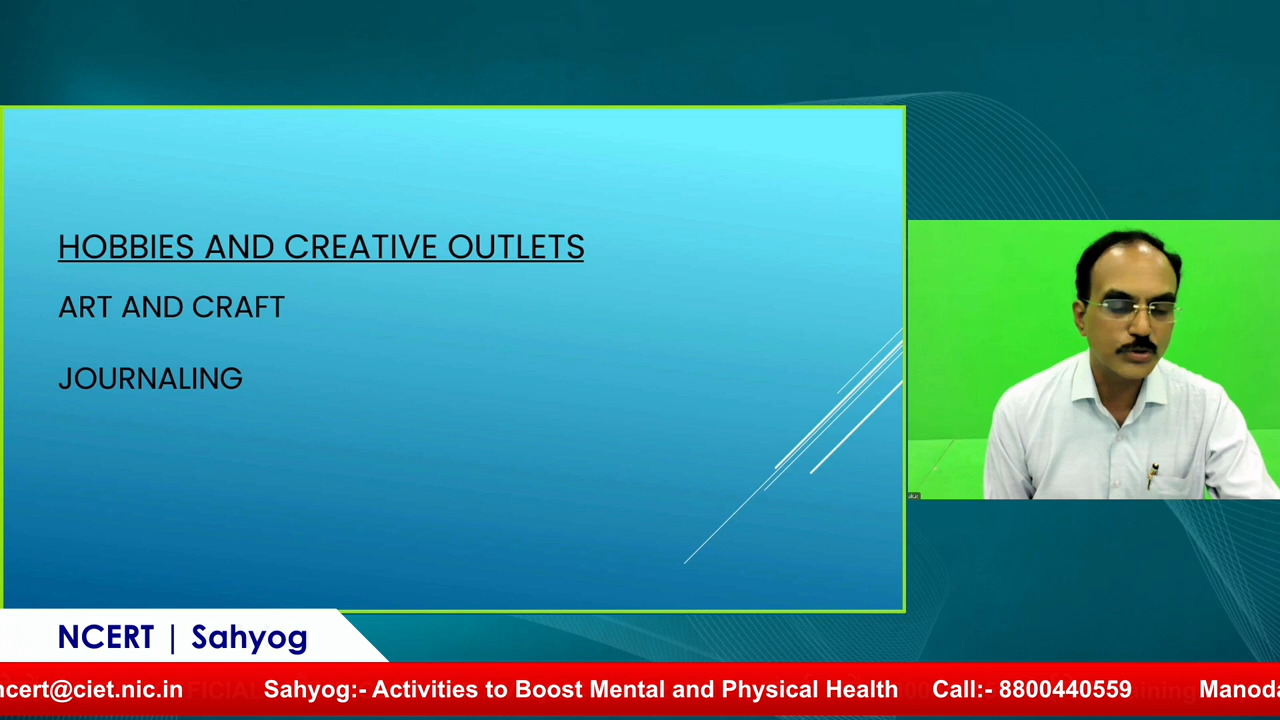 HOBBIES AND CREATIVE OUTLETS
ART AND CRAFT
JOURNALING
NCERT | Sahyog
ncert@ciet.nic.in Sahyog:- Activities to Boost Mental and Physical Health Call:- 8800440559 Manoda